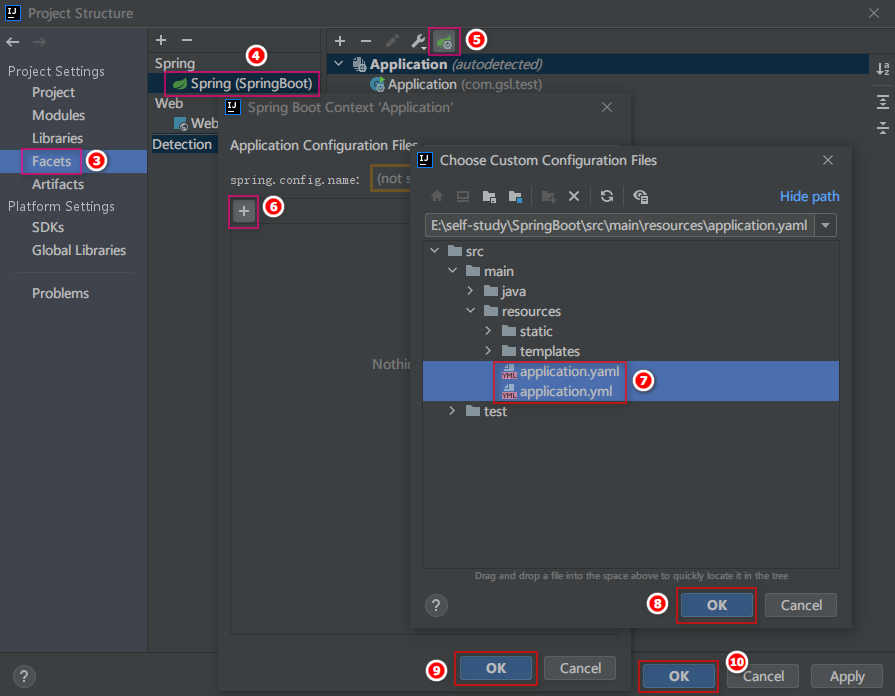 Project Structure
Project Settings
Project
Modules
Libraries
Facets
3
Artifacts
Platform Settings
SDKs
Global Libraries
Problems
4
5
Spring
Spring (SpringBoot)
Web
Web
Detection
Application (autodetected)
Application (com.gsl.test)
Spring Boot Context 'Application'
Application Configuration Files
spring.config.name:
(not s
6
Nothin
9
OK
Cancel
Choose Custom Configuration Files
Hide path
E:\self-study\SpringBoot\src\main\resources\application.yaml
src
main
java
resources
static
templates
YML application.yaml
7
YML application.yml
test
Drag and drop a file into the space above to quickly locate it in the tree
?
8
OK
Cancel
?
OK
10
Cancel
Apply